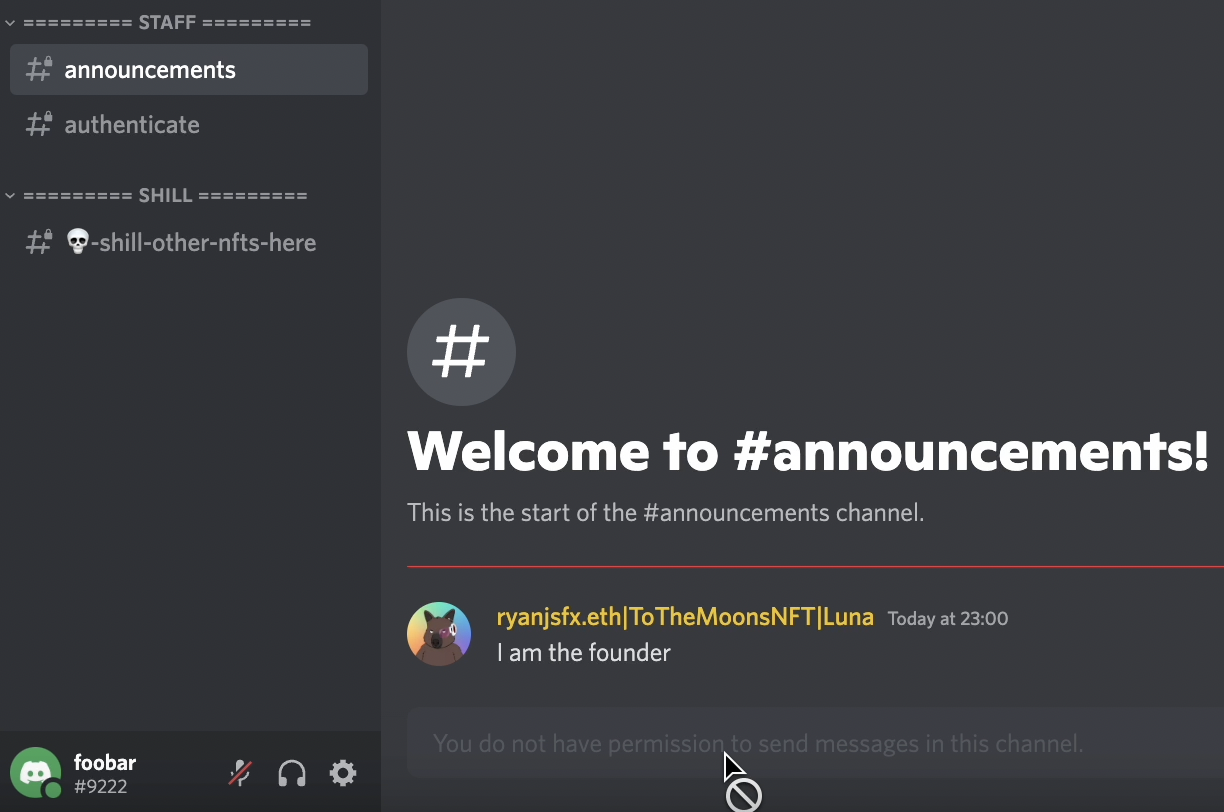 ========= STAFF =========
announcements
authenticate
========= SHILL =========
💀-shill-other-nfts-here
Welcome to #announcements!
This is the start of the #announcements channel.
ryanjsfx.eth|ToTheMoonsNFT|Luna Today at 23:00
I am the founder
You do not have permission to send messages in this channel.
foobar
#9222